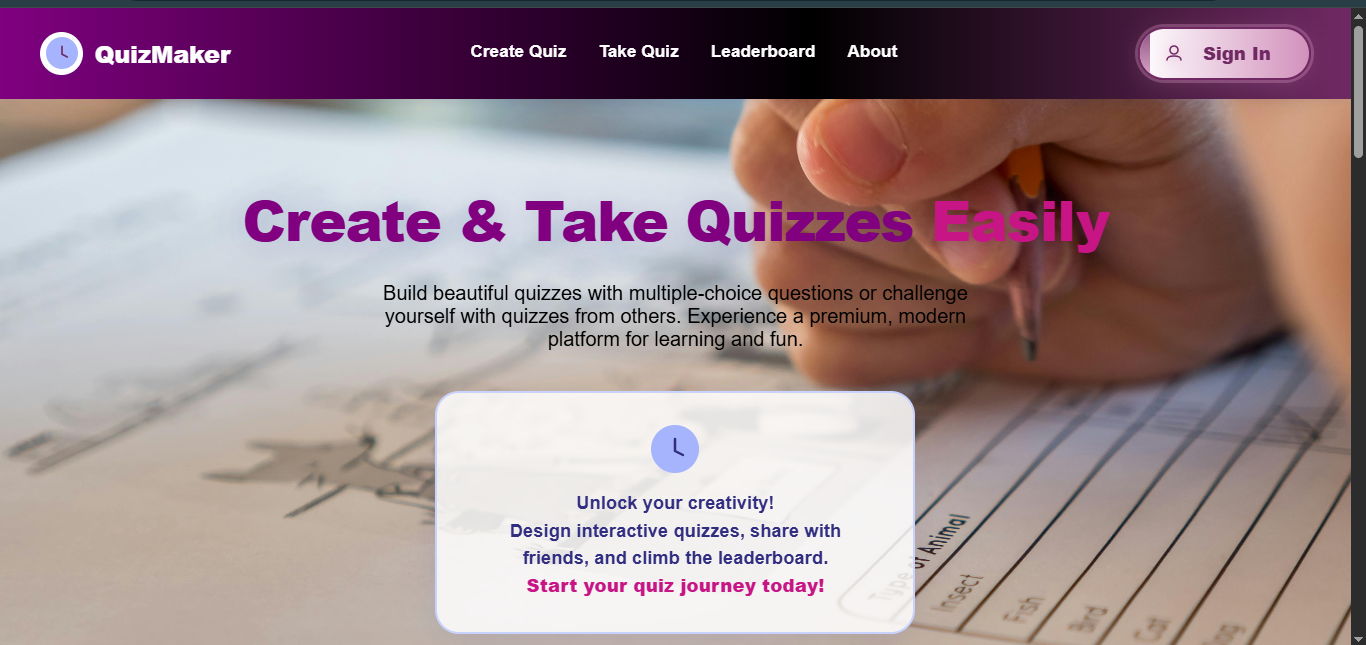 QuizMaker
Create Quiz
Take Quiz
Leaderboard
About
Sign In
Create & Take Quizzes Easily
Build beautiful quizzes with multiple-choice questions or challenge
yourself with quizzes from others. Experience a premium, modern
platform for learning and fun.
Unlock your creativity!
Design interactive quizzes, share with
friends, and climb the leaderboard.
Start your quiz journey today!
Type of Animal
Insect
Fish
Bird
Cat